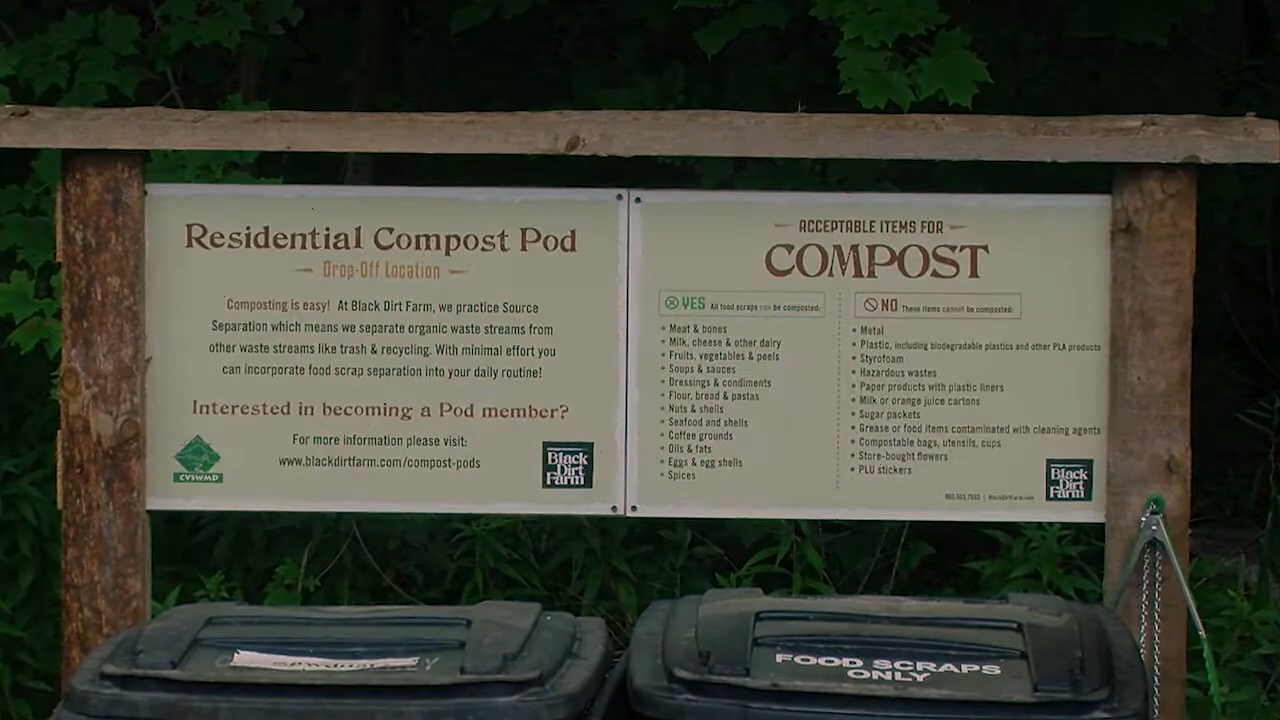 Residential Compost Pod
Drop-Off Location
Composting is easy! At Black Dirt Farm, we practice Source
Separation which means we separate organic waste streams from
other waste streams like trash & recycling. With minimal effort you
can incorporate food scrap separation into your daily routine!
Interested in becoming a Pod member?
For more information please visit:
www.blackdirtfarm.com/compost-pods
CVSWMD
Black
Dirt
Farm
ACCEPTABLE ITEMS FOR
COMPOST
YES All food scraps can be composted:
• Meat & bones
• Milk, cheese & other dairy
• Fruits, vegetables & peels
• Soups & sauces
• Dressings & condiments
• Flour, bread & pastas
• Nuts & shells
• Seafood and shells
• Coffee grounds
• Oils & fats
• Eggs & egg shells
• Spices
NO These items cannot be composted:
• Metal
• Plastic, including biodegradable plastics and other PLA products
• Styrofoam
• Hazardous wastes
• Paper products with plastic liners
• Milk or orange juice cartons
• Sugar packets
• Grease or food items contaminated with cleaning agents
• Compostable bags, utensils, cups
• Store-bought flowers
• PLU stickers
BlackDirtFarm.com
Black
Dirt
Farm
FOOD SCRAPS
ONLY